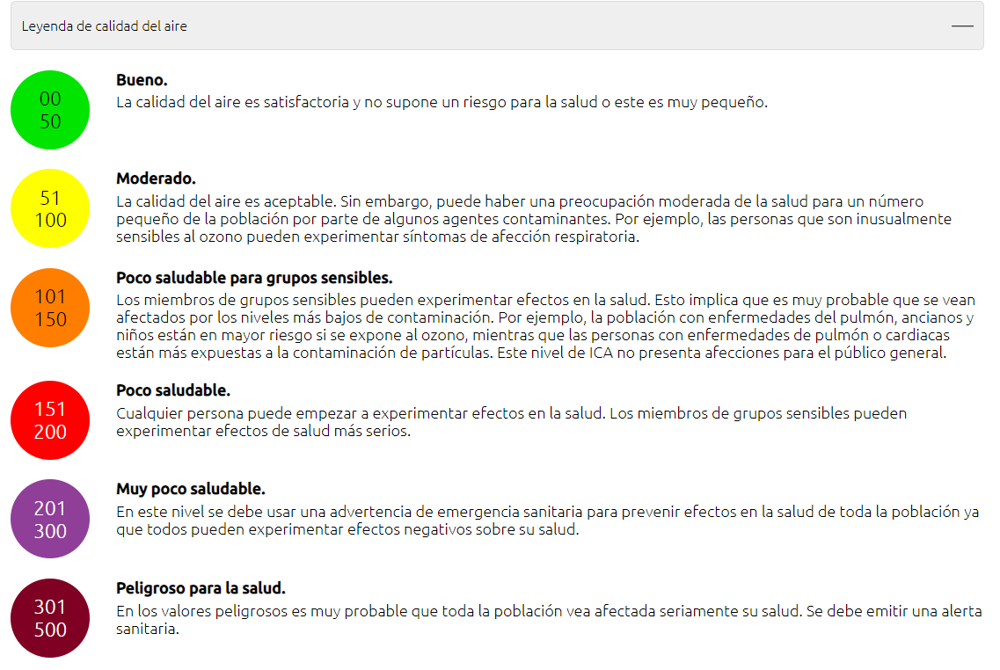 Leyenda de calidad del aire
00
50
Bueno.
La calidad del aire es satisfactoria y no supone un riesgo para la salud o este es muy pequeño.
51
100
Moderado.
La calidad del aire es aceptable. Sin embargo, puede haber una preocupación moderada de la salud para un número
pequeño de la población por parte de algunos agentes contaminantes. Por ejemplo, las personas que son inusualmente
sensibles al ozono pueden experimentar síntomas de afección respiratoria.
101
150
Poco saludable para grupos sensibles.
Los miembros de grupos sensibles pueden experimentar efectos en la salud. Esto implica que es muy probable que se vean
afectados por los niveles más bajos de contaminación. Por ejemplo, la población con enfermedades del pulmón, ancianos y
niños están en mayor riesgo si se expone al ozono, mientras que las personas con enfermedades de pulmón o cardiacas
están más expuestas a la contaminación de partículas. Este nivel de ICA no presenta afecciones para el público general.
151
200
Poco saludable.
Cualquier persona puede empezar a experimentar efectos en la salud. Los miembros de grupos sensibles pueden
experimentar efectos de salud más serios.
201
300
Muy poco saludable.
En este nivel se debe usar una advertencia de emergencia sanitaria para prevenir efectos en la salud de toda la población ya
que todos pueden experimentar efectos negativos sobre su salud.
301
500
Peligroso para la salud.
En los valores peligrosos es muy probable que toda la población vea afectada seriamente su salud. Se debe emitir una alerta
sanitaria.